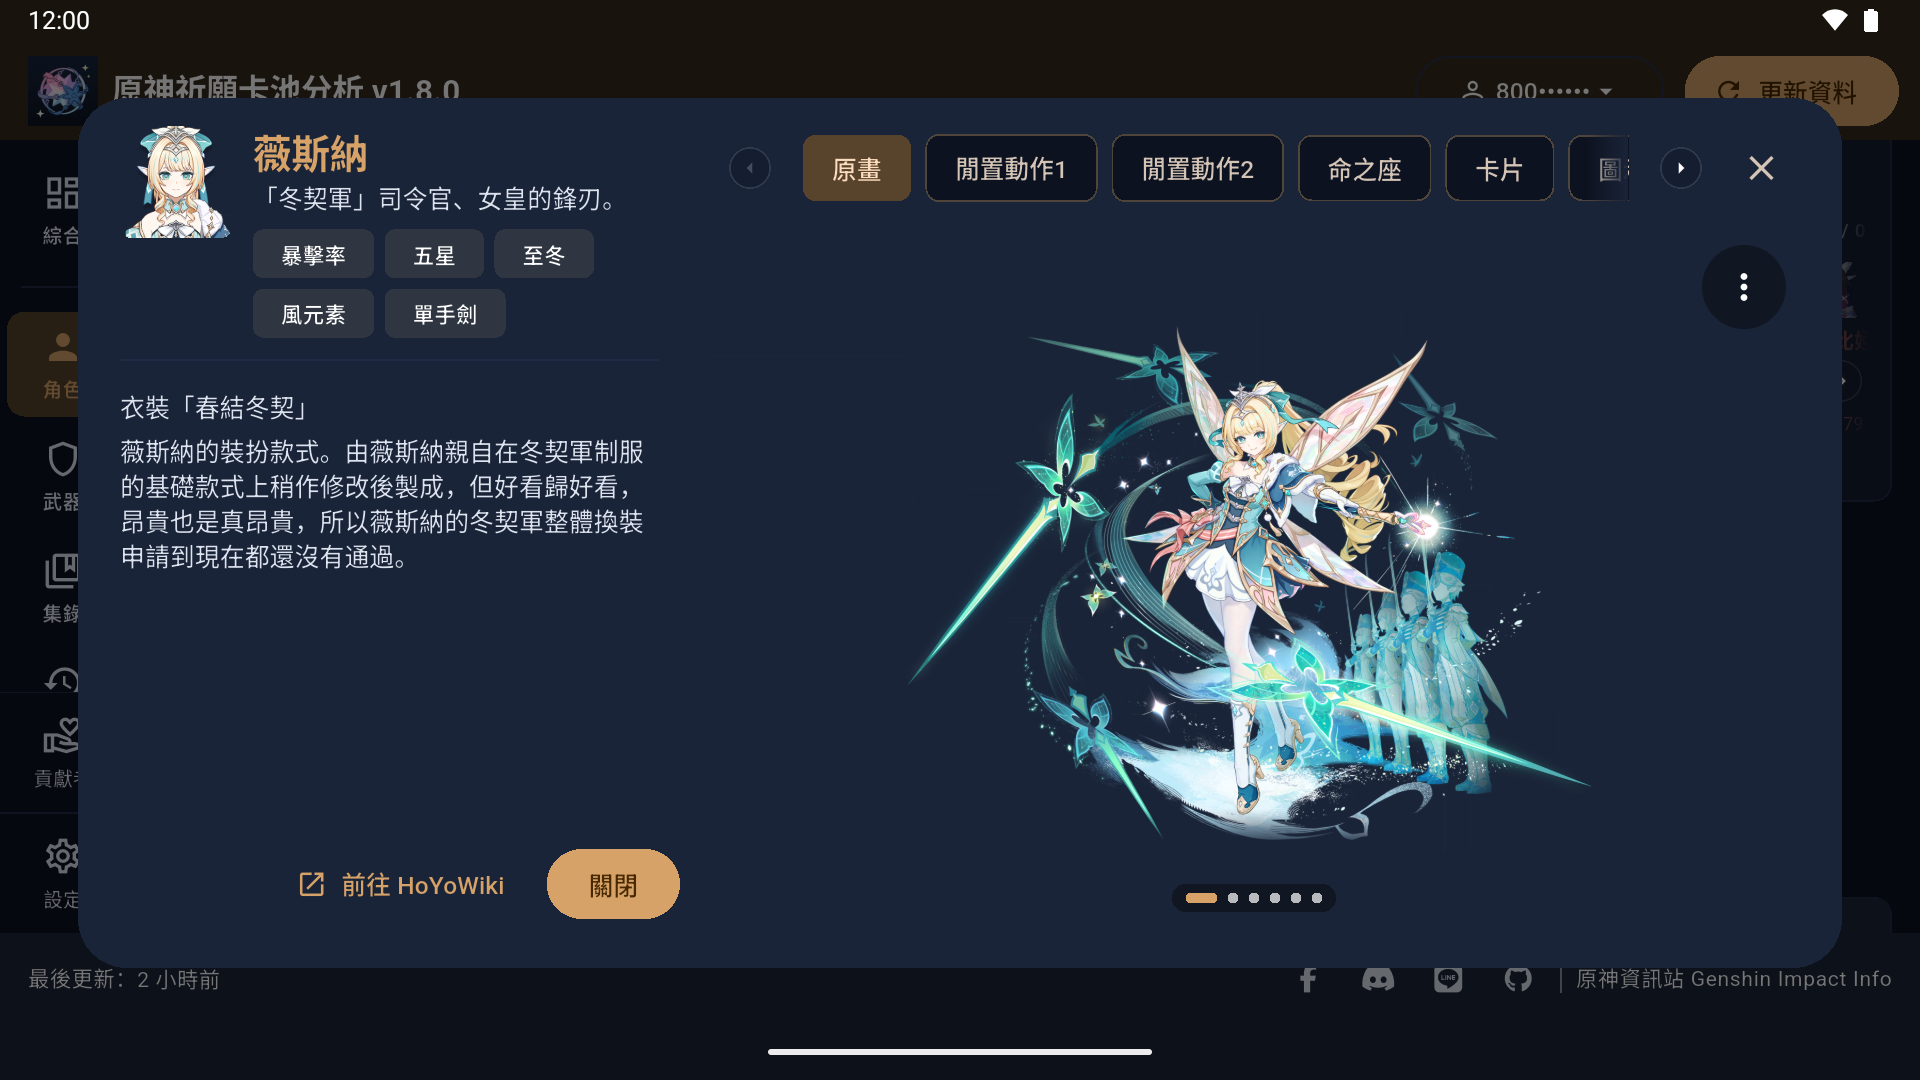 12:00
原神祈願卡池分析 v1.8.0
800••••••
更新資料
薇斯納
「冬契軍」司令官、女皇的鋒刃。
暴擊率
五星
至冬
風元素
單手劍
衣裝「春結冬契」
薇斯納的裝扮款式。由薇斯納親自在冬契軍制服
的基礎款式上稍作修改後製成，但好看歸好看，
昂貴也是真昂貴，所以薇斯納的冬契軍整體換裝
申請到現在都還沒有通過。
前往 HoYoWiki
關閉
原畫
閒置動作1
閒置動作2
命之座
卡片
圖
綜合
角色
武器
集錄
貢獻
設定
/ 0
79
最後更新：2 小時前
LINE
原神資訊站 Genshin Impact Info